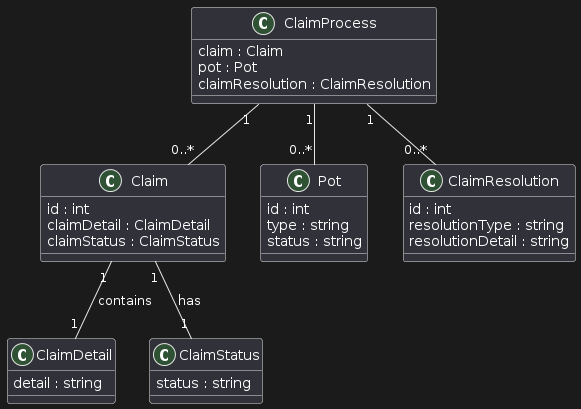 C ClaimProcess
claim : Claim
pot : Pot
claimResolution : ClaimResolution
1 1 1
0..* 0..* 0..*
C Claim
id : int
claimDetail : ClaimDetail
claimStatus : ClaimStatus
C Pot
id : int
type : string
status : string
C ClaimResolution
id : int
resolutionType : string
resolutionDetail : string
1 1
contains has
1 1
C ClaimDetail
detail : string
C ClaimStatus
status : string